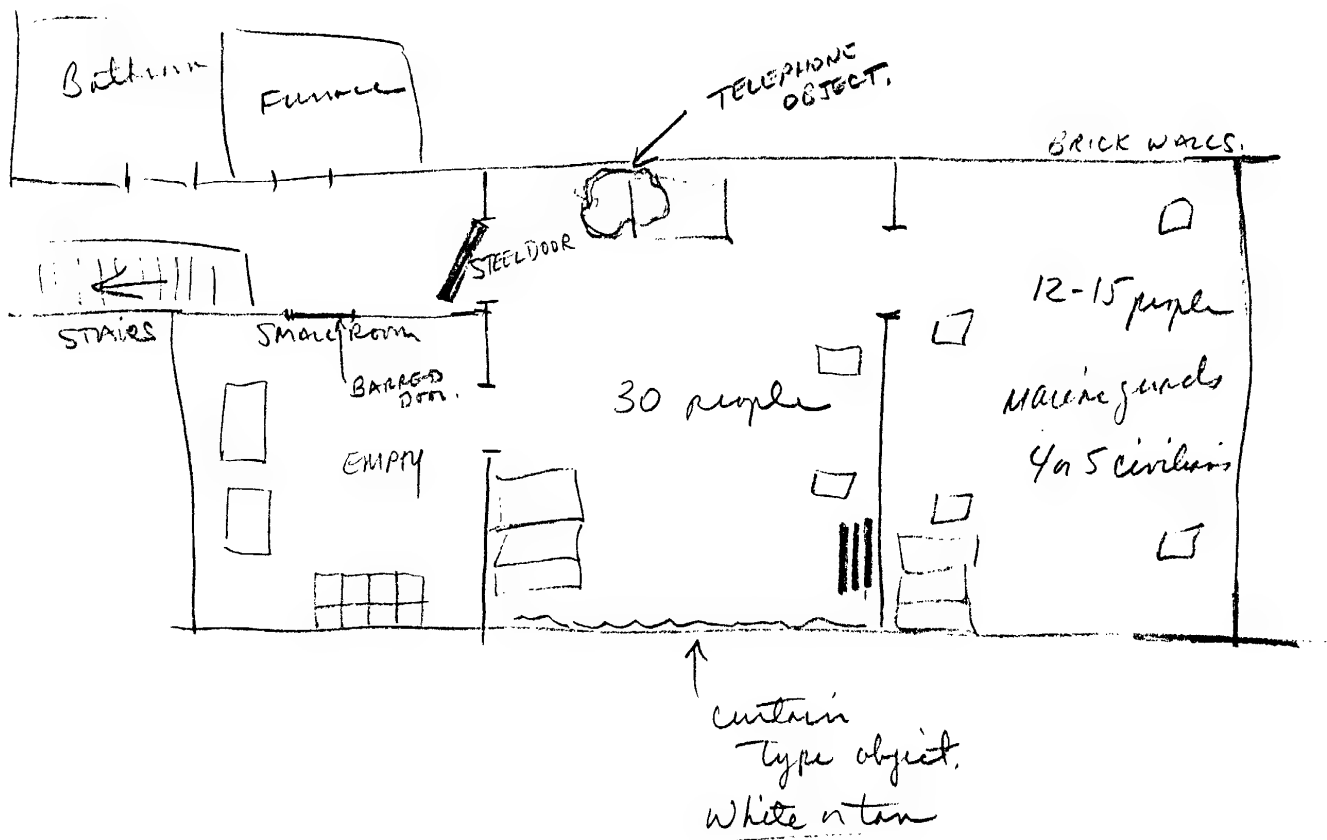 Bathroom
Furnace
TELEPHONE
OBJECT.
BRICK WALLS.
STEEL DOOR
STAIRS
SMALL ROOM
BARRED
DOOR.
EMPTY
30 people
12-15 people
Marine guards
4 or 5 civilians
curtain
Type object.
White or tan